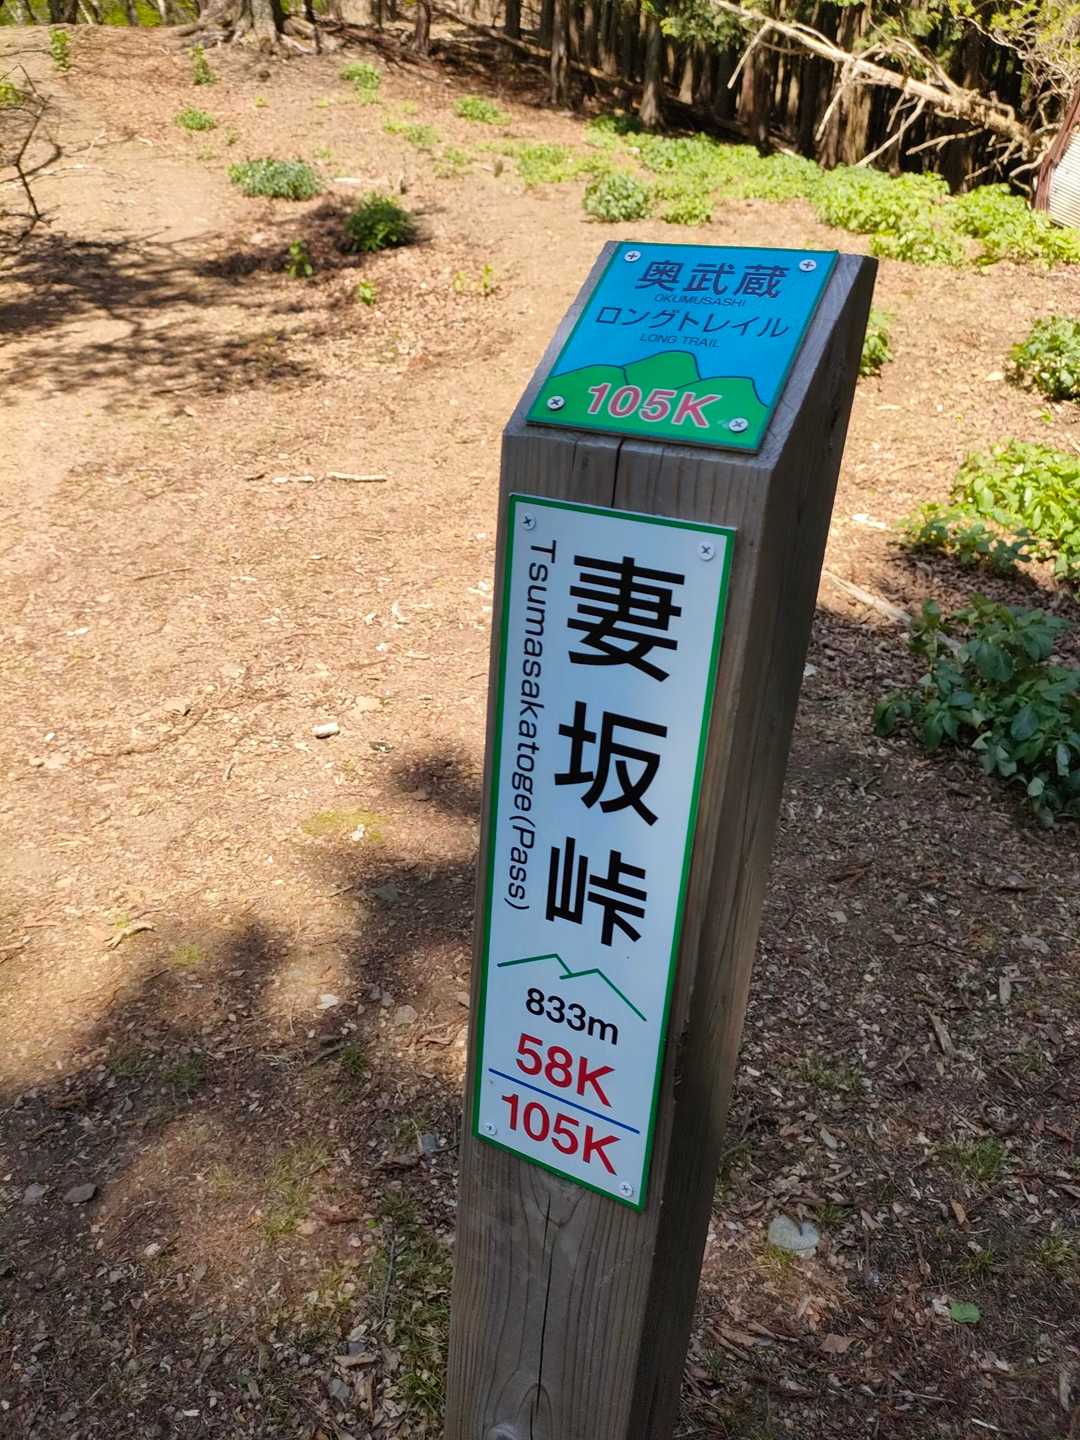 奥武蔵
OKUMUSASHI
ロングトレイル
LONG TRAIL
105K
妻坂峠
Tsumasakatoge(Pass)
833m
58K
105K